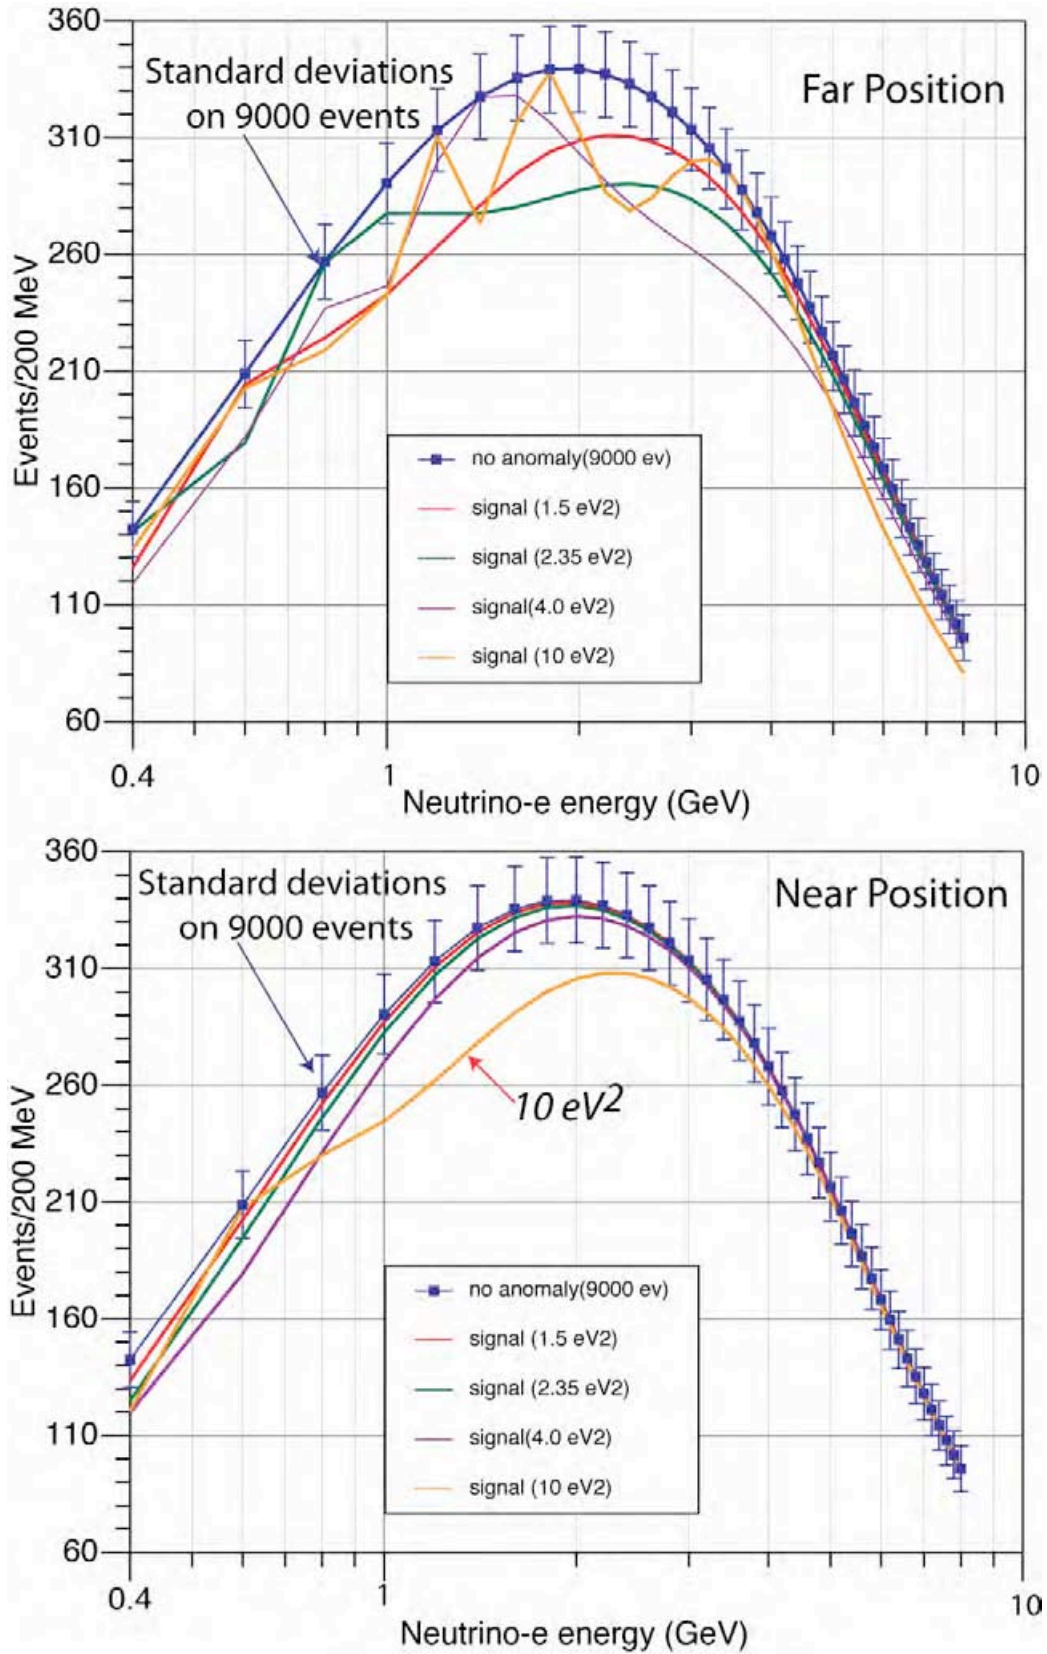 360
310
260
210
160
110
60
Events/200 MeV
Standard deviations
on 9000 events
Far Position
no anomaly(9000 ev)
signal (1.5 eV2)
signal (2.35 eV2)
signal(4.0 eV2)
signal (10 eV2)
0.4
1
10
Neutrino-e energy (GeV)
360
310
260
210
160
110
60
Events/200 MeV
Standard deviations
on 9000 events
Near Position
10 eV2
no anomaly(9000 ev)
signal (1.5 eV2)
signal (2.35 eV2)
signal(4.0 eV2)
signal (10 eV2)
0.4
1
10
Neutrino-e energy (GeV)